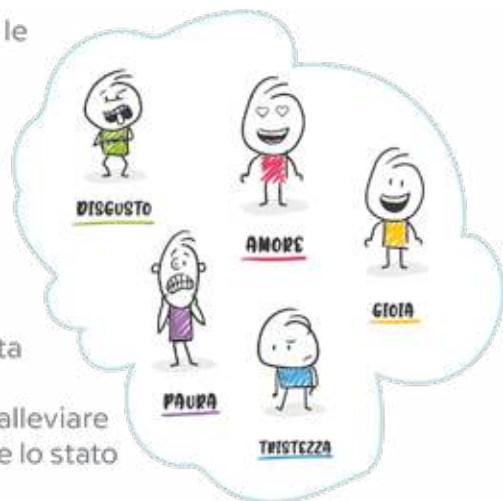 le
DISGUSTO
AMORE
GIOIA
PAURA
TRISTEZZA
ta
alleviare
e lo stato